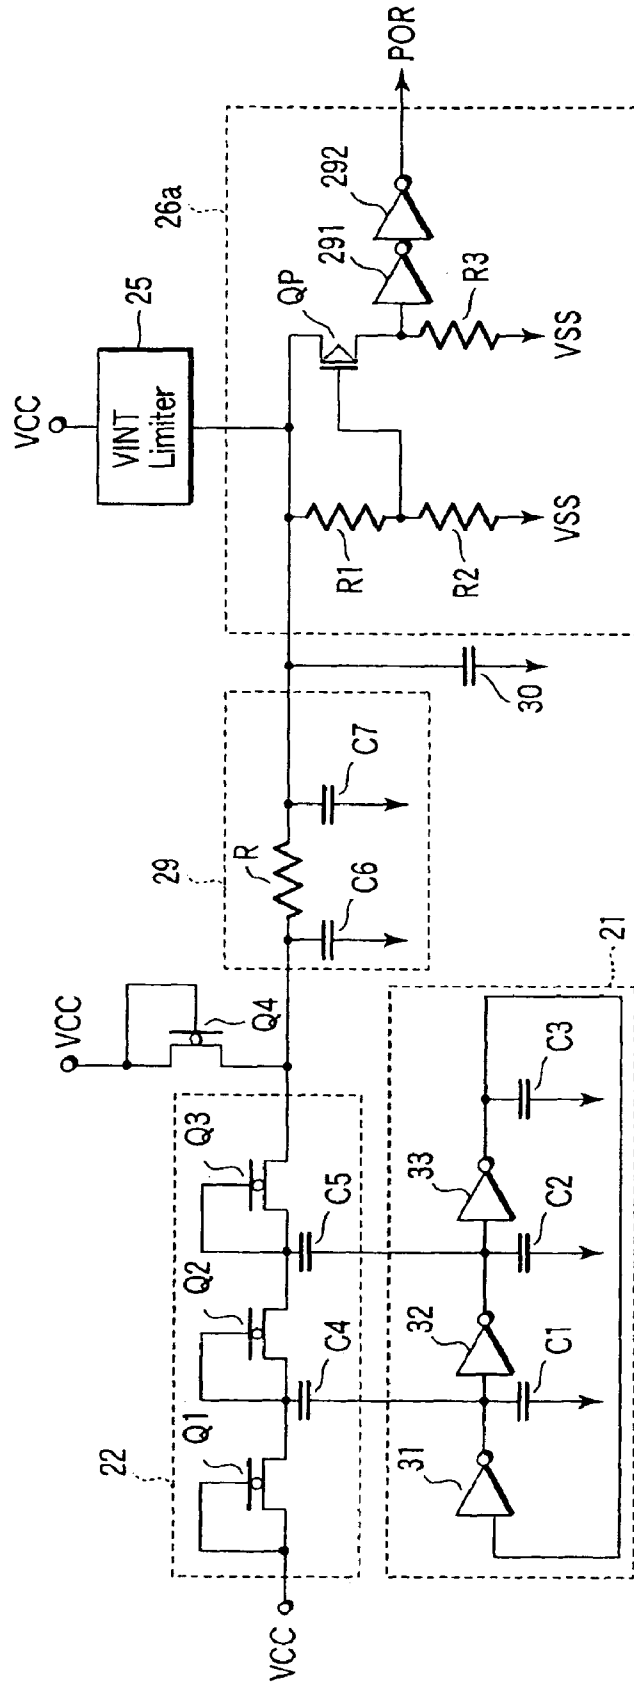 VCC
22
Q1
Q2
Q3
C4
C5
VCC
Q4
29
R
C6
C7
30
VCC
VINT
Limiter
25
26a
R1
R2
VSS
QP
291
292
R3
VSS
POR
21
31
32
33
C1
C2
C3